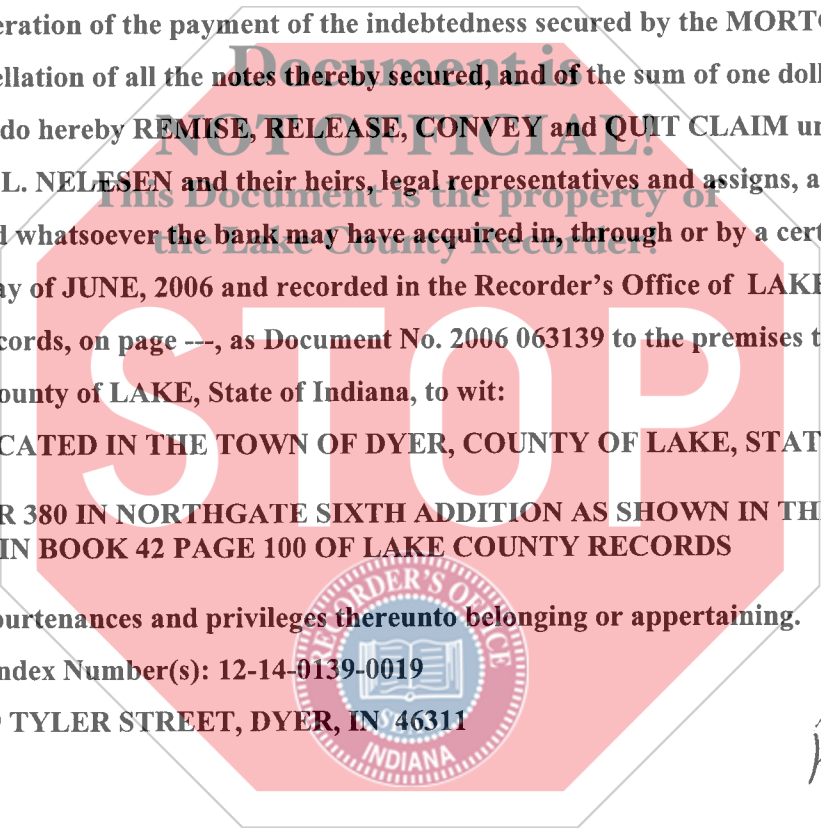 eration of the payment of the indebtedness secured by the MORT
Document is
ellation of all the notes thereby secured, and of the sum of one doll
do hereby REMISE, RELEASE, CONVEY and QUIT CLAIM un
NOT OFFICIAL!
L. NELESEN and their heirs, legal representatives and assigns, a
This Document is the property of
d whatsoever the bank may have acquired in, through or by a cert
the Lake County Recorder!
ay of JUNE, 2006 and recorded in the Recorder's Office of LAKE
cords, on page ---, as Document No. 2006 063139 to the premises t
ounty of LAKE, State of Indiana, to wit:
STOP
CATED IN THE TOWN OF DYER, COUNTY OF LAKE, STAT
R 380 IN NORTHGATE SIXTH ADDITION AS SHOWN IN TH
IN BOOK 42 PAGE 100 OF LAKE COUNTY RECORDS
RECORDER'S OFFICE
purtenances and privileges thereunto belonging or appertaining.
ndex Number(s): 12-14-0139-0019
TYLER STREET, DYER, IN 46311
SEAL
INDIANA